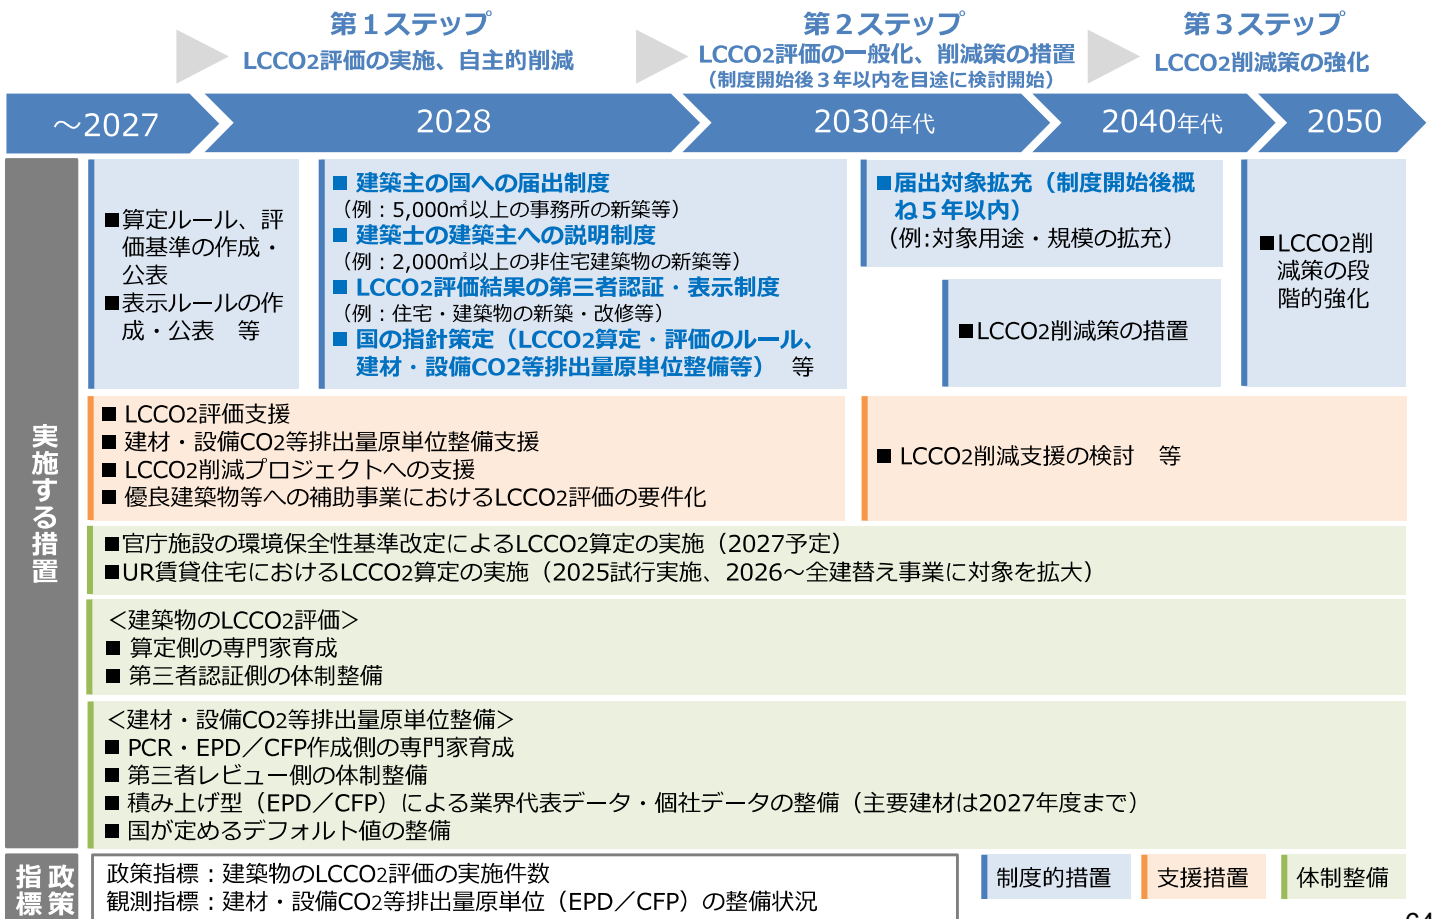 第１ステップ
LCCO2評価の実施、自主的削減
第２ステップ
LCCO2評価の一般化、削減策の措置
（制度開始後３年以内を目途に検討開始）
第３ステップ
LCCO2削減策の強化
～2027
2028
2030年代
2040年代
2050
実施する措置
■算定ルール、評
価基準の作成・
公表
■表示ルールの作
成・公表　等
■ 建築主の国への届出制度
（例：5,000㎡以上の事務所の新築等）
■ 建築士の建築主への説明制度
（例：2,000㎡以上の非住宅建築物の新築等）
■ LCCO2評価結果の第三者認証・表示制度
（例：住宅・建築物の新築・改修等）
■ 国の指針策定（LCCO2算定・評価のルール、
建材・設備CO2等排出量原単位整備等）　等
■届出対象拡充（制度開始後概
ね５年以内）
（例:対象用途・規模の拡充）
■LCCO2削減策の措置
■LCCO2削
減策の段
階的強化
■ LCCO2評価支援
■ 建材・設備CO2等排出量原単位整備支援
■ LCCO2削減プロジェクトへの支援
■ 優良建築物等への補助事業におけるLCCO2評価の要件化
■ LCCO2削減支援の検討　等
■官庁施設の環境保全性基準改定によるLCCO2算定の実施（2027予定）
■UR賃貸住宅におけるLCCO2算定の実施（2025試行実施、2026～全建替え事業に対象を拡大）
＜建築物のLCCO2評価＞
■ 算定側の専門家育成
■ 第三者認証側の体制整備
＜建材・設備CO2等排出量原単位整備＞
■ PCR・EPD／CFP作成側の専門家育成
■ 第三者レビュー側の体制整備
■ 積み上げ型（EPD／CFP）による業界代表データ・個社データの整備（主要建材は2027年度まで）
■ 国が定めるデフォルト値の整備
政策指標
政策指標：建築物のLCCO2評価の実施件数
観測指標：建材・設備CO2等排出量原単位（EPD／CFP）の整備状況
制度的措置
支援措置
体制整備